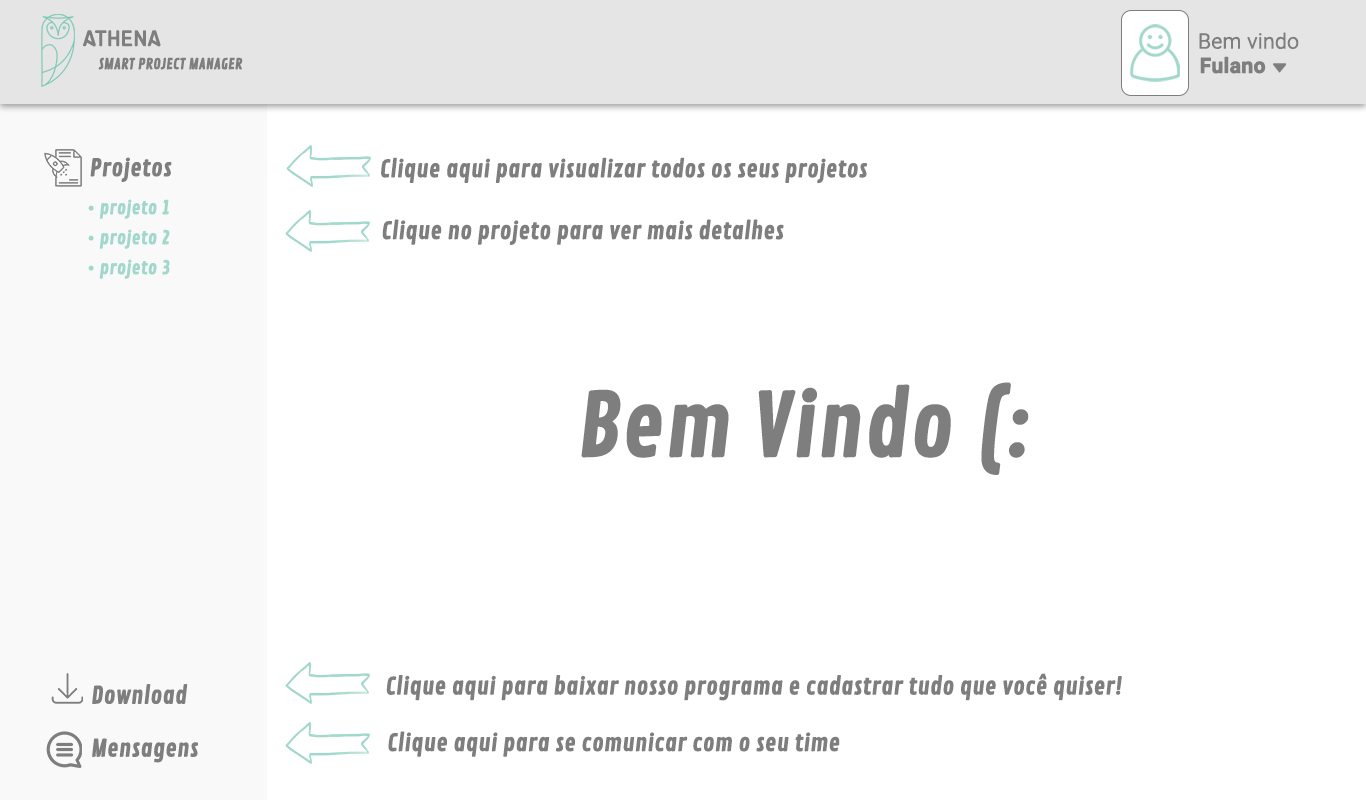 ATHENA
SMART PROJECT MANAGER
Bem vindo
Fulano
Projetos
Clique aqui para visualizar todos os seus projetos
• projeto 1
Clique no projeto para ver mais detalhes
• projeto 2
• projeto 3
Bem Vindo (:
Download
Clique aqui para baixar nosso programa e cadastrar tudo que você quiser!
Mensagens
Clique aqui para se comunicar com o seu time